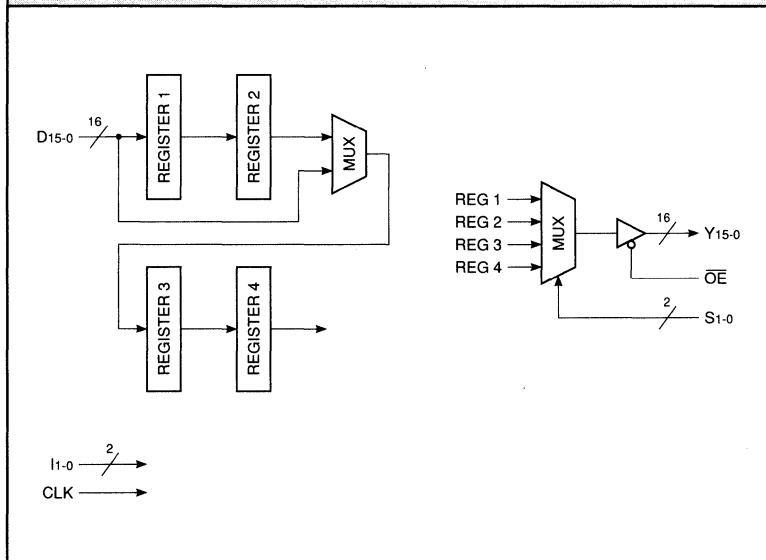 16
D15-0
REGISTER 1
REGISTER 2
MUX
REG 1
REG 2
REG 3
REG 4
MUX
16
Y15-0
OE
2
S1-0
REGISTER 3
REGISTER 4
2
I1-0
CLK